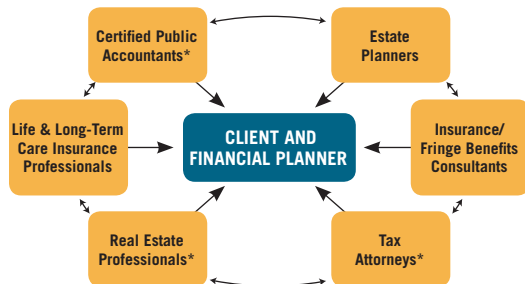 Certified Public
Accountants*
Estate
Planners
Life & Long-Term
Care Insurance
Professionals
CLIENT AND
FINANCIAL PLANNER
Insurance/
Fringe Benefits
Consultants
Real Estate
Professionals*
Tax
Attorneys*